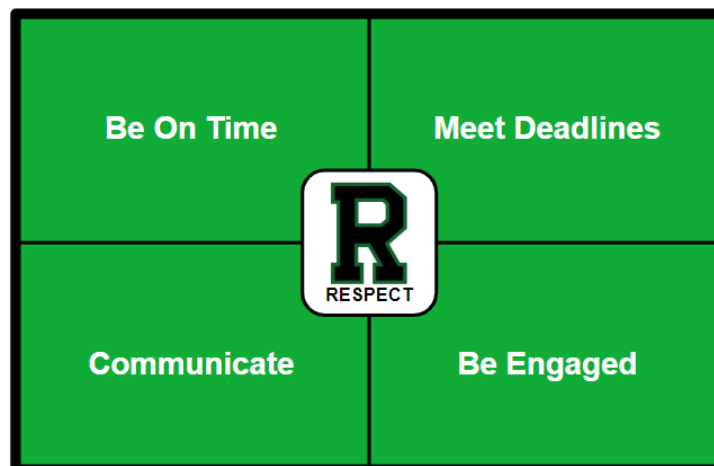 Be On Time
Meet Deadlines
R
RESPECT
Communicate
Be Engaged